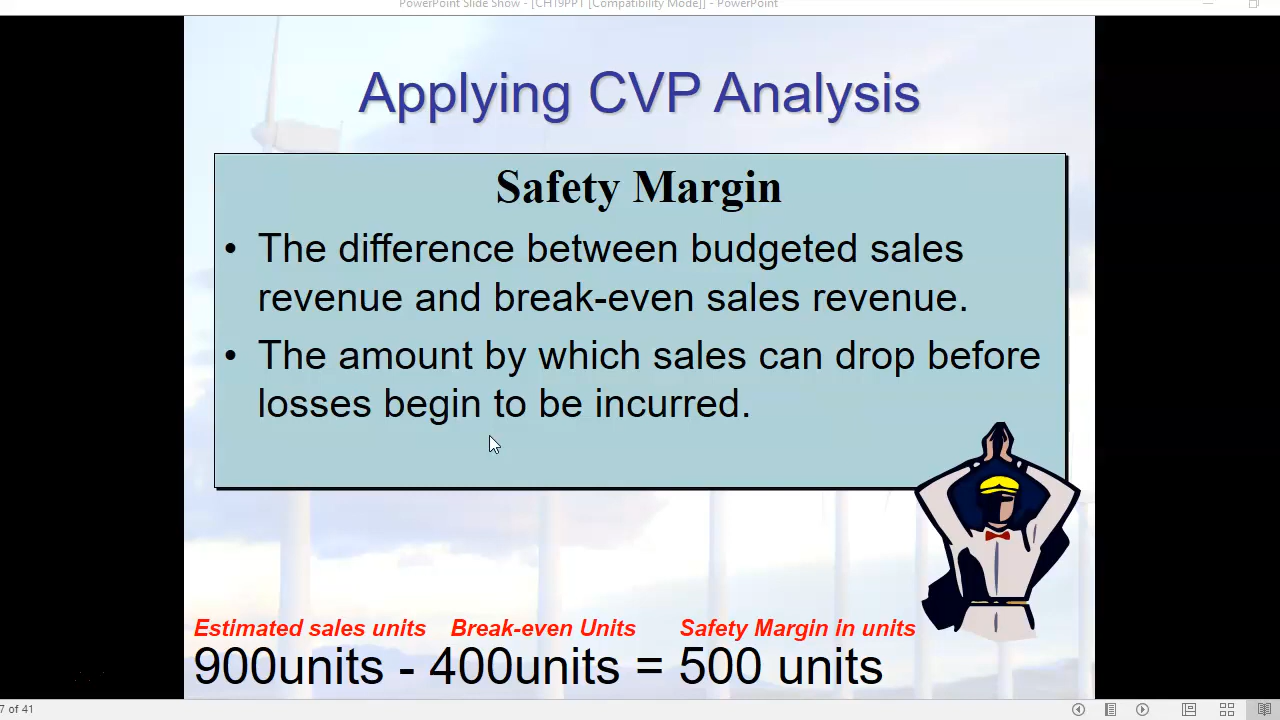 PowerPoint Slide Show - [CH19PPT [Compatibility Mode]] - PowerPoint
Applying CVP Analysis
Safety Margin
• The difference between budgeted sales
revenue and break-even sales revenue.
• The amount by which sales can drop before
losses begin to be incurred.
Estimated sales units Break-even Units Safety Margin in units
900units - 400units = 500 units
7 of 41